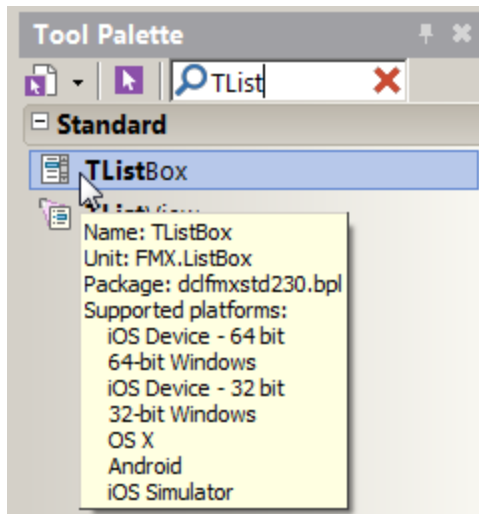 Tool Palette
TList
Standard
TListBox
TListView
Name: TListBox
Unit: FMX.ListBox
Package: dclfmxstd230.bpl
Supported platforms:
iOS Device - 64 bit
64-bit Windows
iOS Device - 32 bit
32-bit Windows
OS X
Android
iOS Simulator